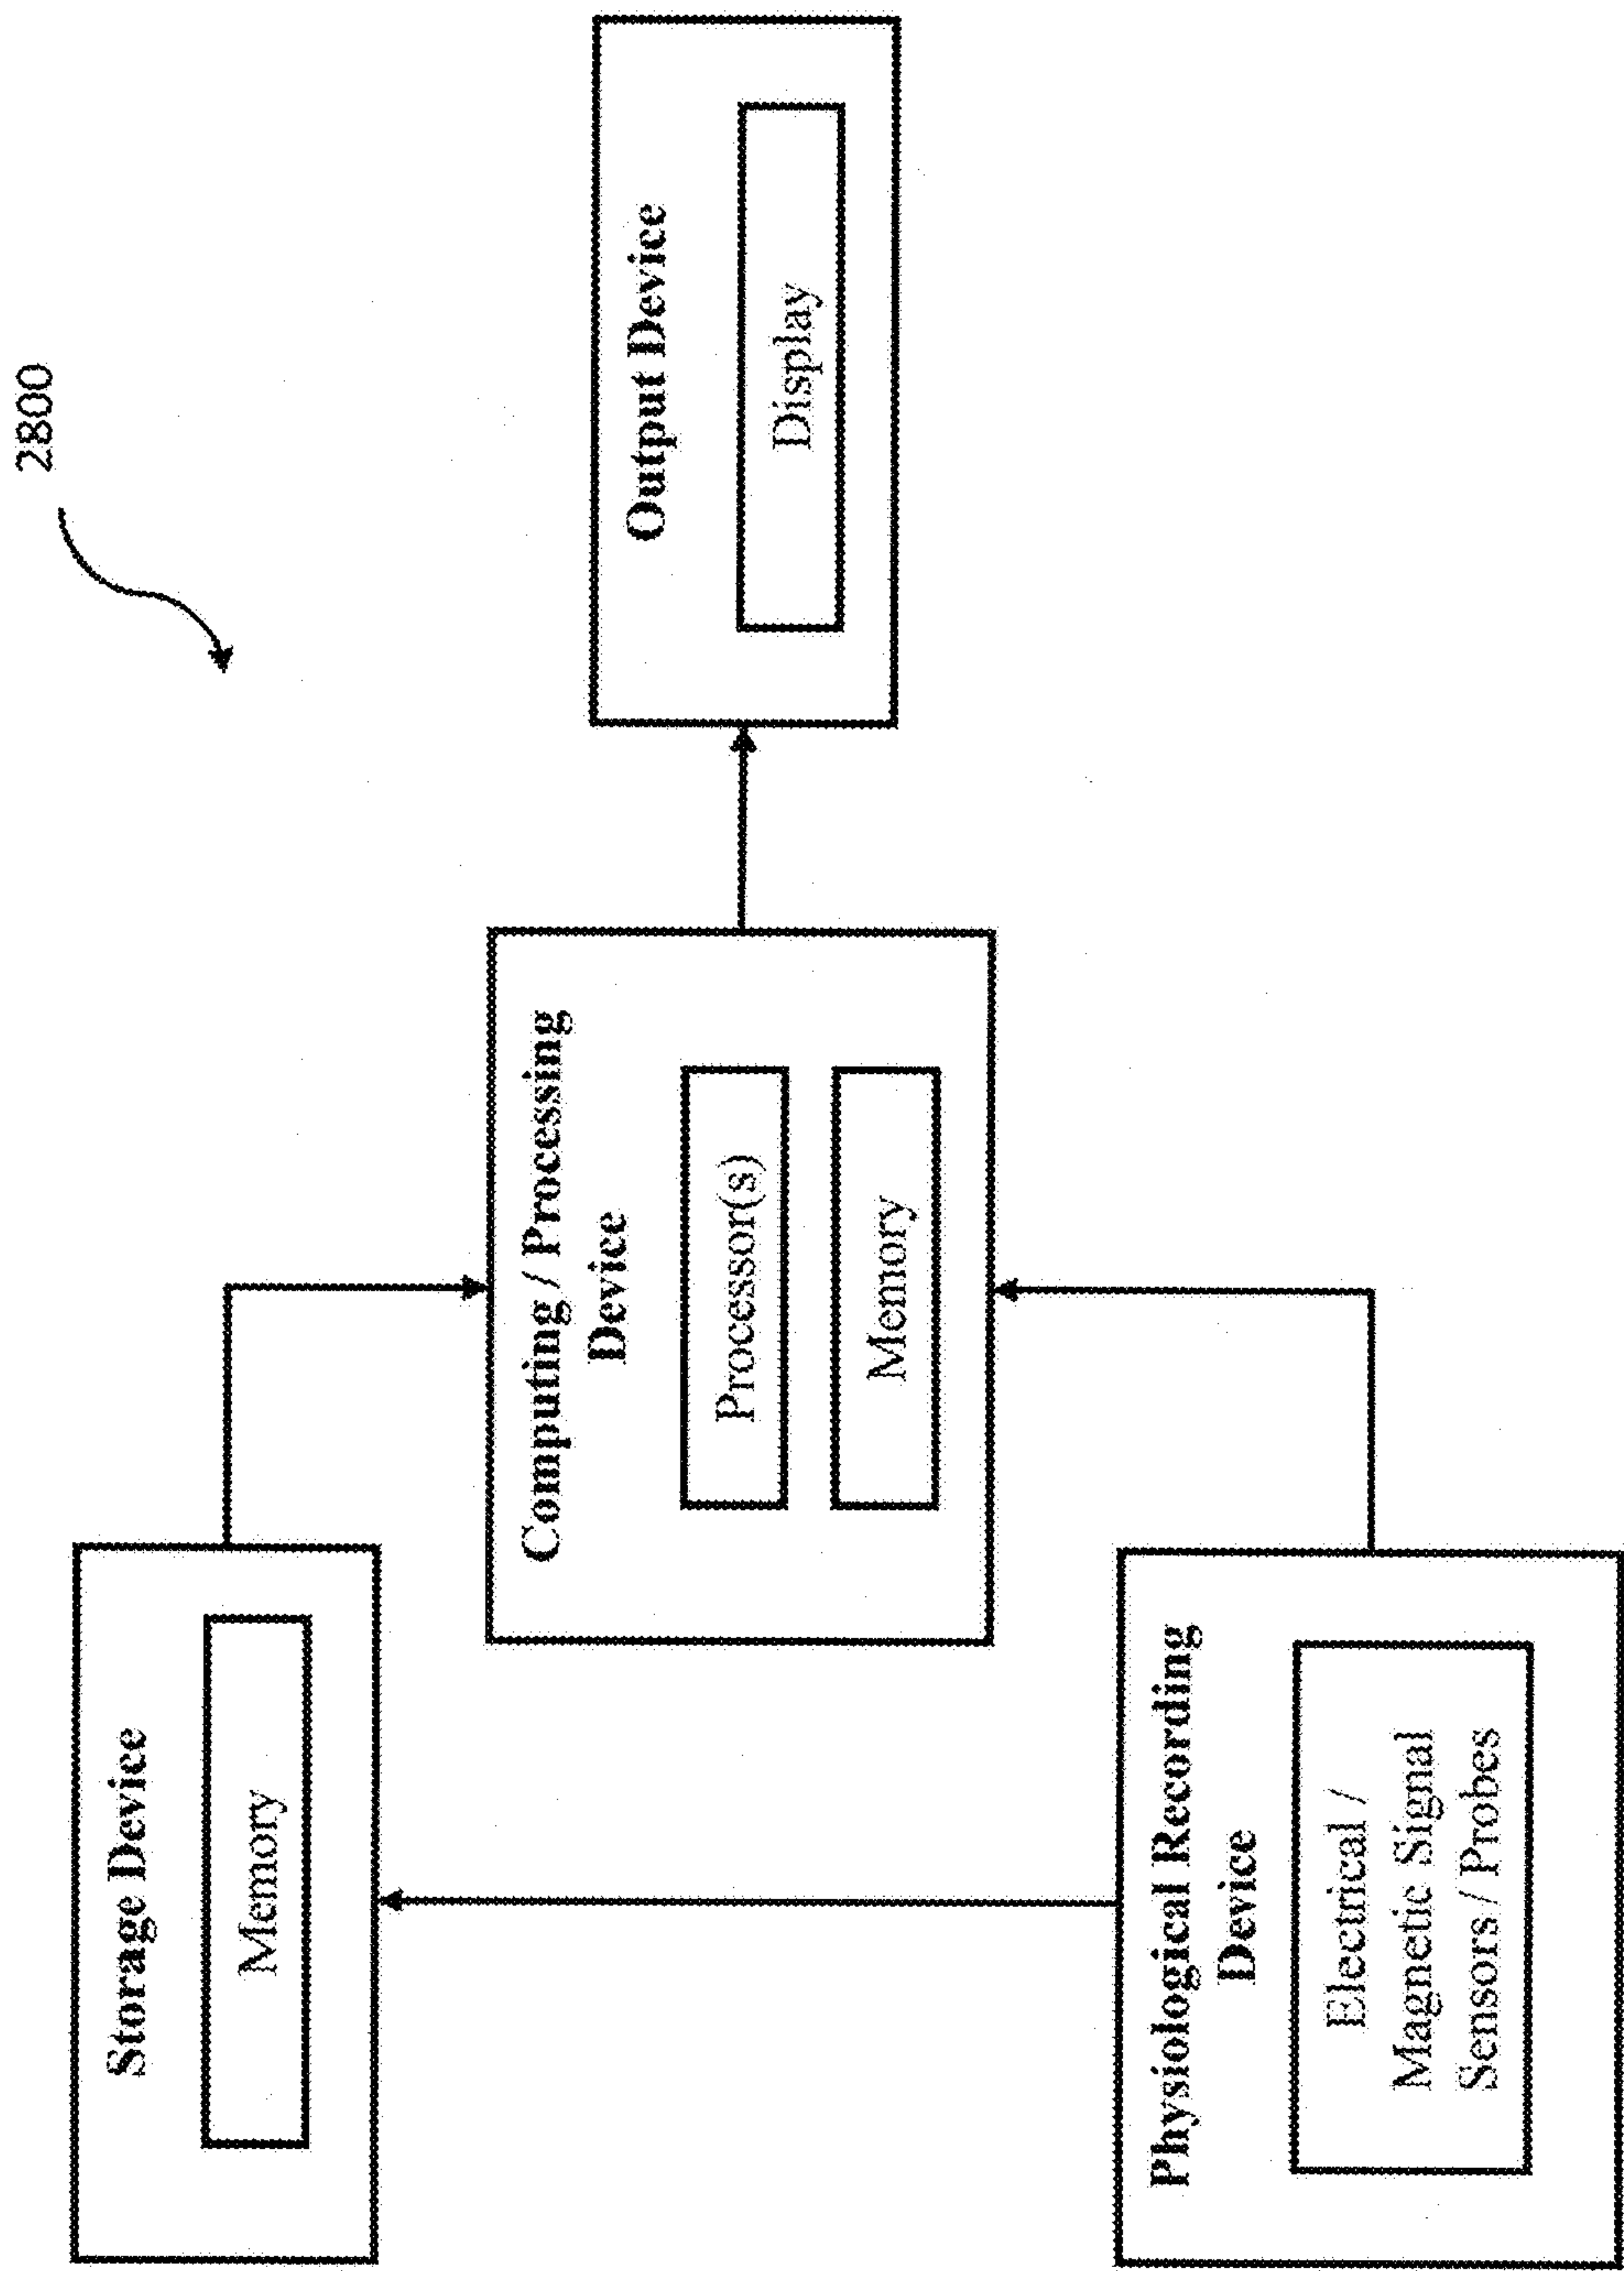 2800
Storage Device
Memory
Computing / Processing
Device
Processor(s)
Memory
Output Device
Display
Physiological Recording
Device
Electrical /
Magnetic Signal
Sensors / Probes